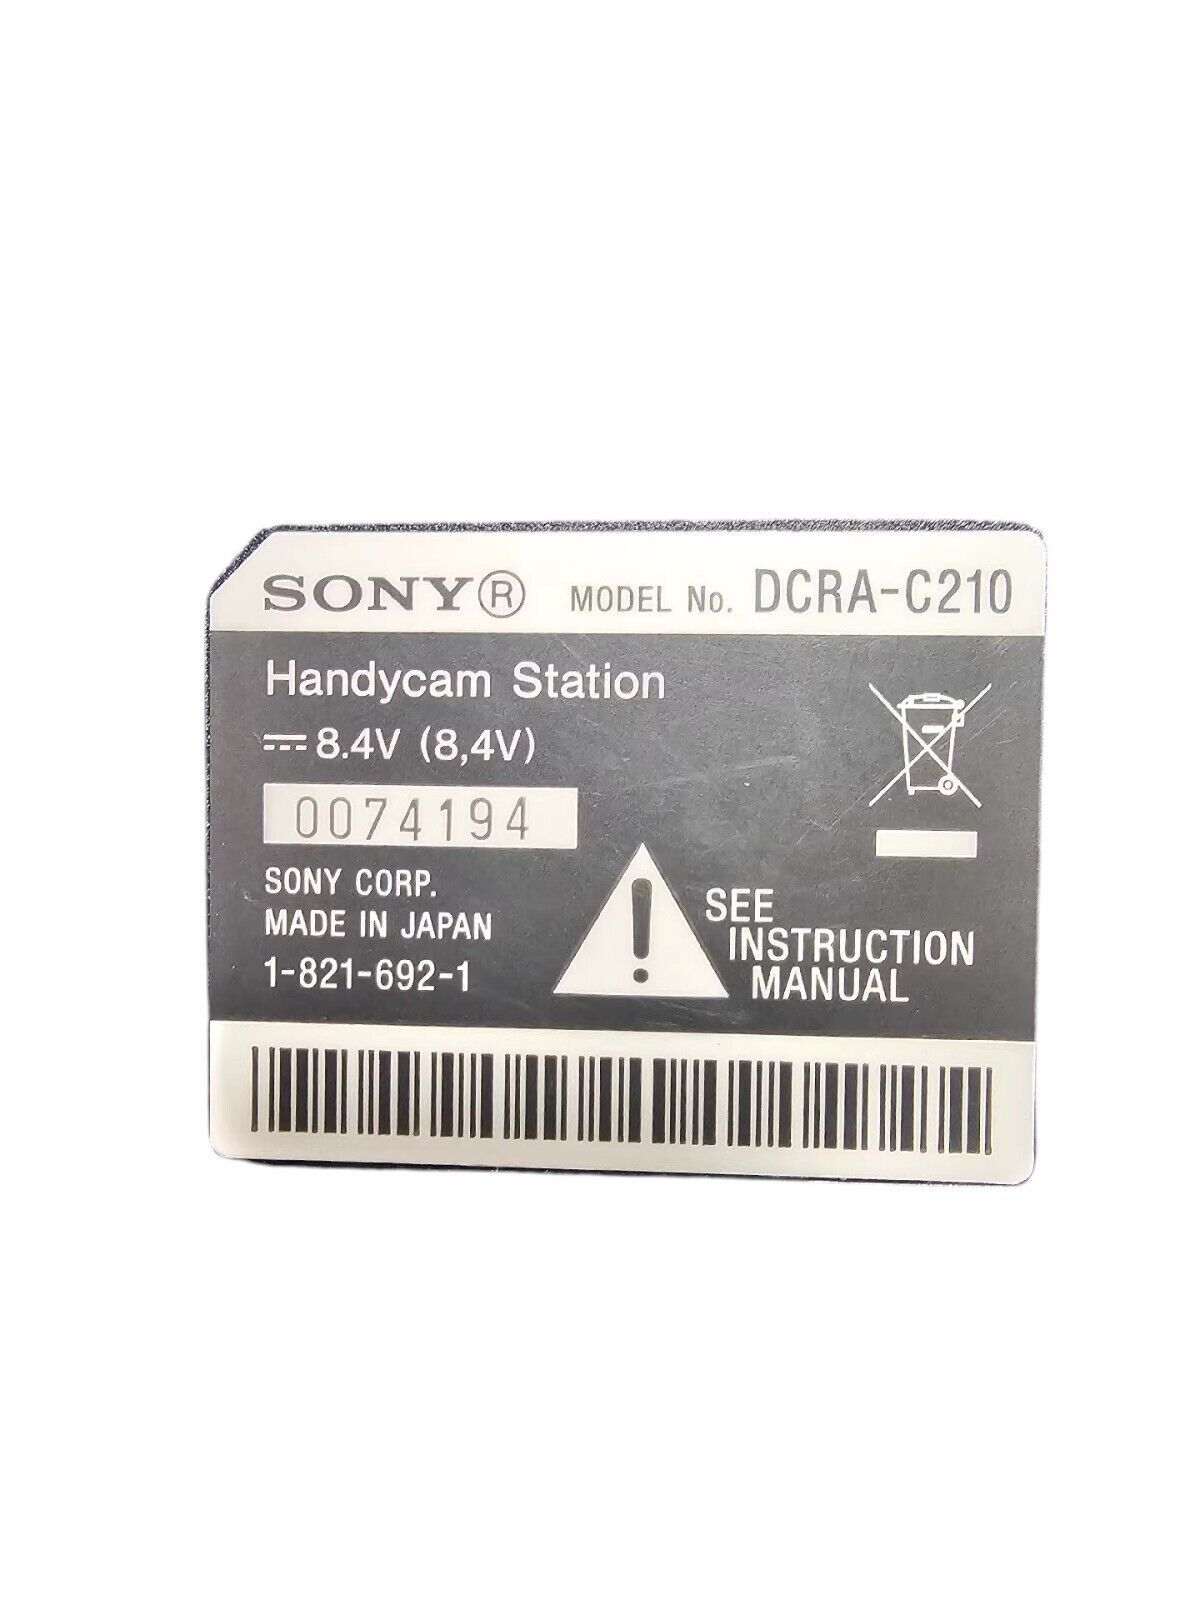 SONY® MODEL No. DCRA-C210
Handycam Station
⎓ 8.4V (8,4V)
0074194
SONY CORP.
MADE IN JAPAN
1-821-692-1
! SEE
INSTRUCTION
MANUAL